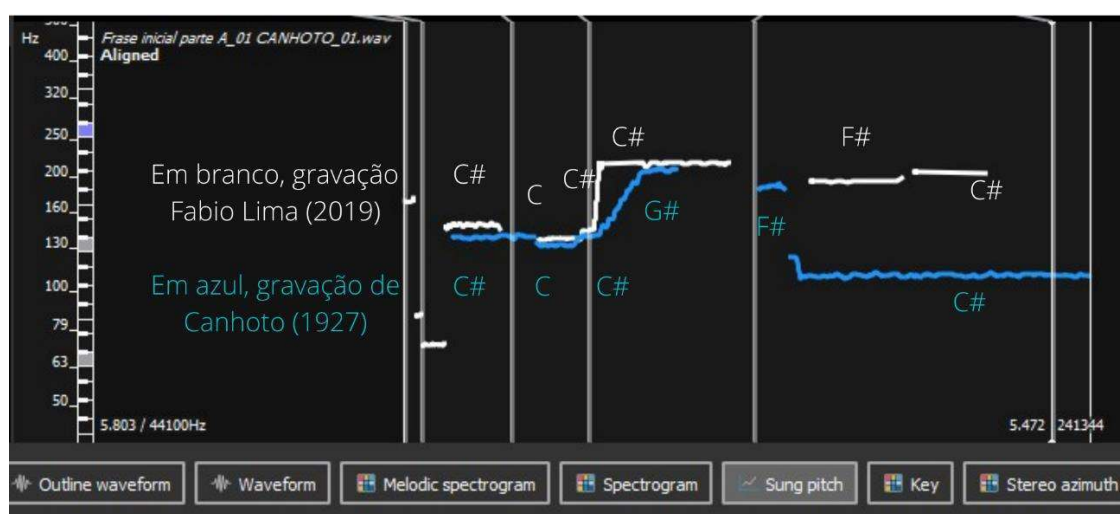 Hz
Frase inicial parte A_01 CANHOTO_01.wav
400
Aligned
320
250
C#
F#
200
Em branco, gravação
C#
C#
C
C#
160
Fabio Lima (2019)
G#
F#
130
100
Em azul, gravação de
C#
C
C#
C#
79
Canhoto (1927)
63
50
5.803 / 44100Hz
5.472
241344
Outline waveform
Waveform
Melodic spectrogram
Spectrogram
Sung pitch
Key
Stereo azimuth